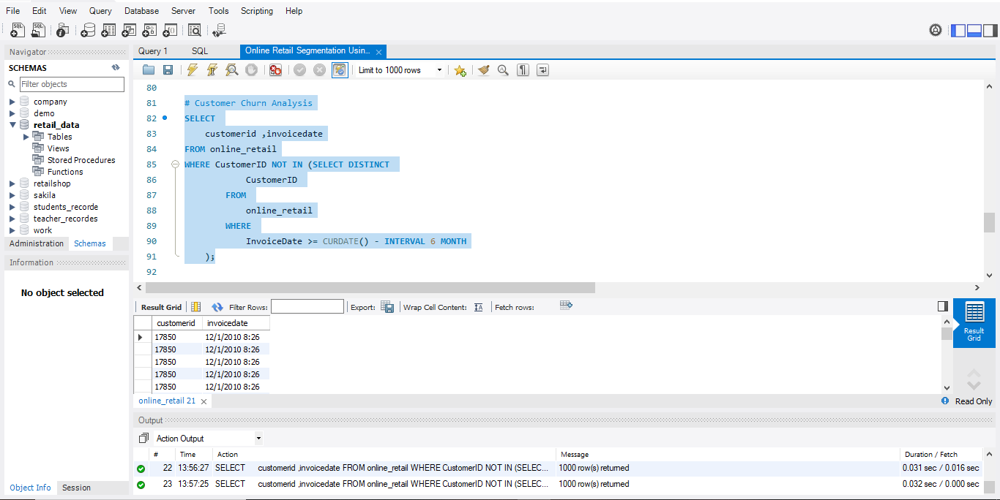 File Edit View Query Database Server Tools Scripting Help
Navigator
SCHEMAS
Filter objects
company
demo
retail_data
Tables
Views
Stored Procedures
Functions
retailshop
sakila
students_recorde
teacher_recordes
work
Administration Schemas
Information
No object selected
Object Info Session
Query 1 SQL Online Retail Segmentation Usin...
Limit to 1000 rows
80
81 # Customer Churn Analysis
82 SELECT
83 customerid ,invoicedate
84 FROM online_retail
85 WHERE CustomerID NOT IN (SELECT DISTINCT
86 CustomerID
87 FROM
88 online_retail
89 WHERE
90 InvoiceDate >= CURDATE() - INTERVAL 6 MONTH
91 );
92
Result Grid Filter Rows: Export: Wrap Cell Content: Fetch rows:
customerid invoicedate
17850 12/1/2010 8:26
17850 12/1/2010 8:26
17850 12/1/2010 8:26
17850 12/1/2010 8:26
17850 12/1/2010 8:26
Result
Grid
online_retail 21
Read Only
Output
Action Output
# Time Action Message Duration / Fetch
22 13:56:27 SELECT customerid ,invoicedate FROM online_retail WHERE CustomerID NOT IN (SELEC... 1000 row(s) returned 0.031 sec / 0.016 sec
23 13:57:25 SELECT customerid ,invoicedate FROM online_retail WHERE CustomerID NOT IN (SELEC... 1000 row(s) returned 0.032 sec / 0.000 sec